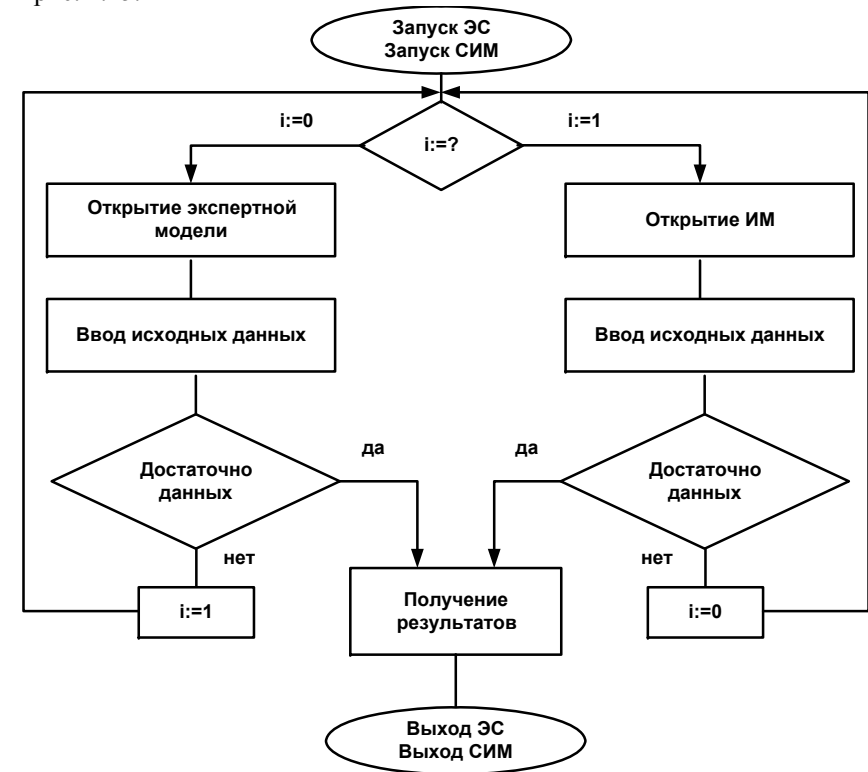 Запуск ЭС
Запуск СИМ
i:=0
i:=?
i:=1
Открытие экспертной
модели
Открытие ИМ
Ввод исходных данных
Ввод исходных данных
Достаточно
данных
да
да
Достаточно
данных
нет
нет
i:=1
Получение
результатов
i:=0
Выход ЭС
Выход СИМ